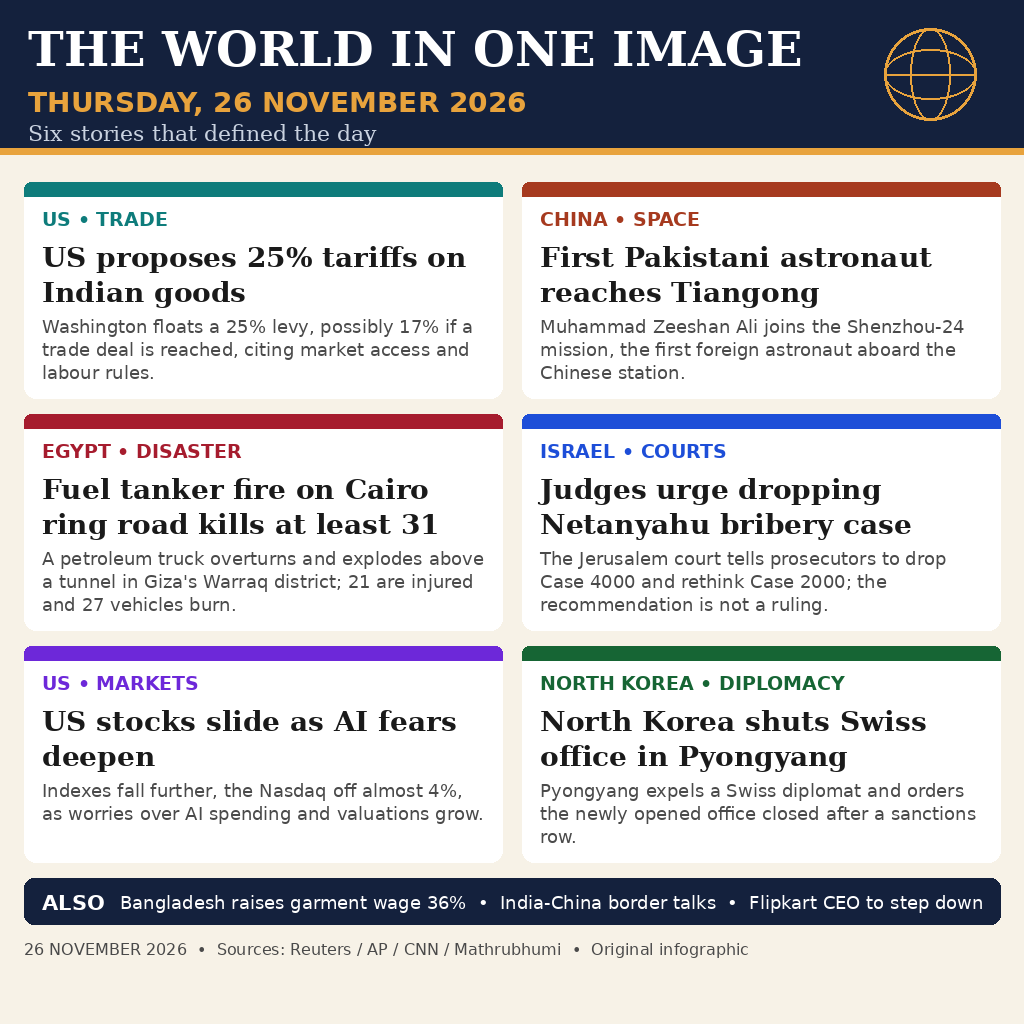 THE WORLD IN ONE IMAGE
THURSDAY, 26 NOVEMBER 2026
Six stories that defined the day
US • TRADE
US proposes 25% tariffs on
Indian goods
Washington floats a 25% levy, possibly 17% if a
trade deal is reached, citing market access and
labour rules.
CHINA • SPACE
First Pakistani astronaut
reaches Tiangong
Muhammad Zeeshan Ali joins the Shenzhou-24
mission, the first foreign astronaut aboard the
Chinese station.
EGYPT • DISASTER
Fuel tanker fire on Cairo
ring road kills at least 31
A petroleum truck overturns and explodes above
a tunnel in Giza's Warraq district; 21 are injured
and 27 vehicles burn.
ISRAEL • COURTS
Judges urge dropping
Netanyahu bribery case
The Jerusalem court tells prosecutors to drop
Case 4000 and rethink Case 2000; the
recommendation is not a ruling.
US • MARKETS
US stocks slide as AI fears
deepen
Indexes fall further, the Nasdaq off almost 4%,
as worries over AI spending and valuations grow.
NORTH KOREA • DIPLOMACY
North Korea shuts Swiss
office in Pyongyang
Pyongyang expels a Swiss diplomat and orders
the newly opened office closed after a sanctions
row.
ALSO Bangladesh raises garment wage 36% • India-China border talks • Flipkart CEO to step down
26 NOVEMBER 2026 • Sources: Reuters / AP / CNN / Mathrubhumi • Original infographic